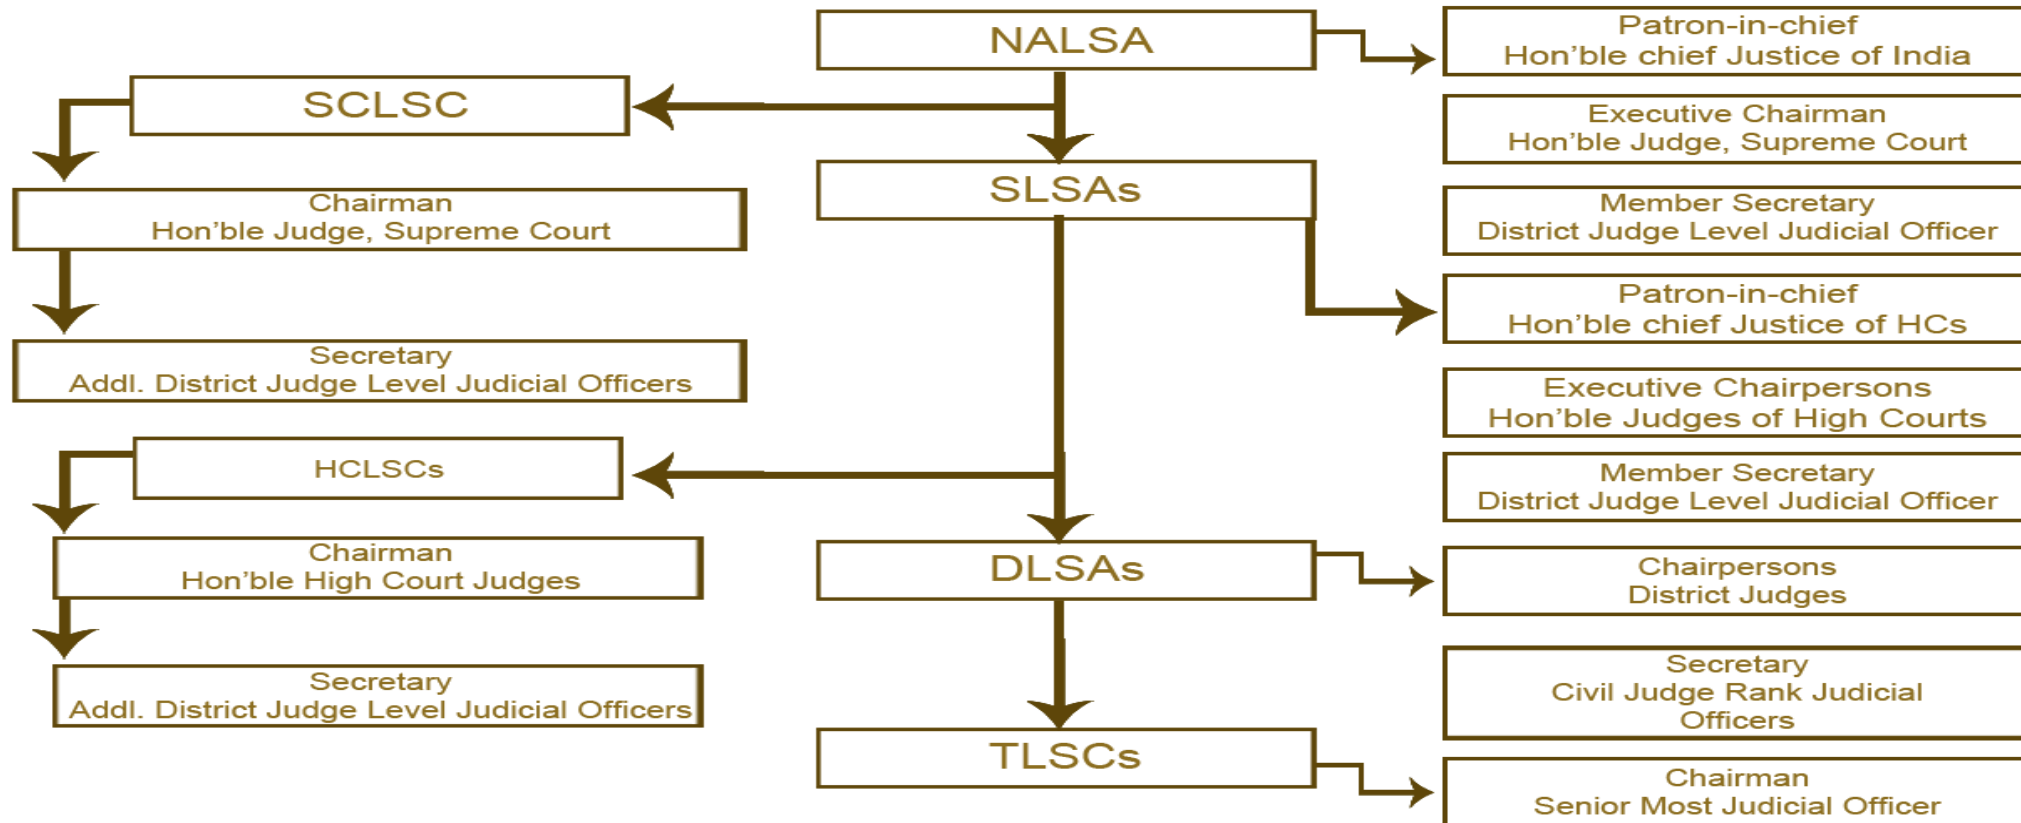 NALSA
Patron-in-chief
Hon'ble chief Justice of India
SCLSC
Executive Chairman
Hon'ble Judge, Supreme Court
SLSAs
Chairman
Hon'ble Judge, Supreme Court
Member Secretary
District Judge Level Judicial Officer
Patron-in-chief
Hon'ble chief Justice of HCs
Secretary
Addl. District Judge Level Judicial Officers
Executive Chairpersons
Hon'ble Judges of High Courts
HCLSCs
Member Secretary
District Judge Level Judicial Officer
Chairman
Hon'ble High Court Judges
DLSAs
Chairpersons
District Judges
Secretary
Addl. District Judge Level Judicial Officers
Secretary
Civil Judge Rank Judicial
Officers
TLSCs
Chairman
Senior Most Judicial Officer